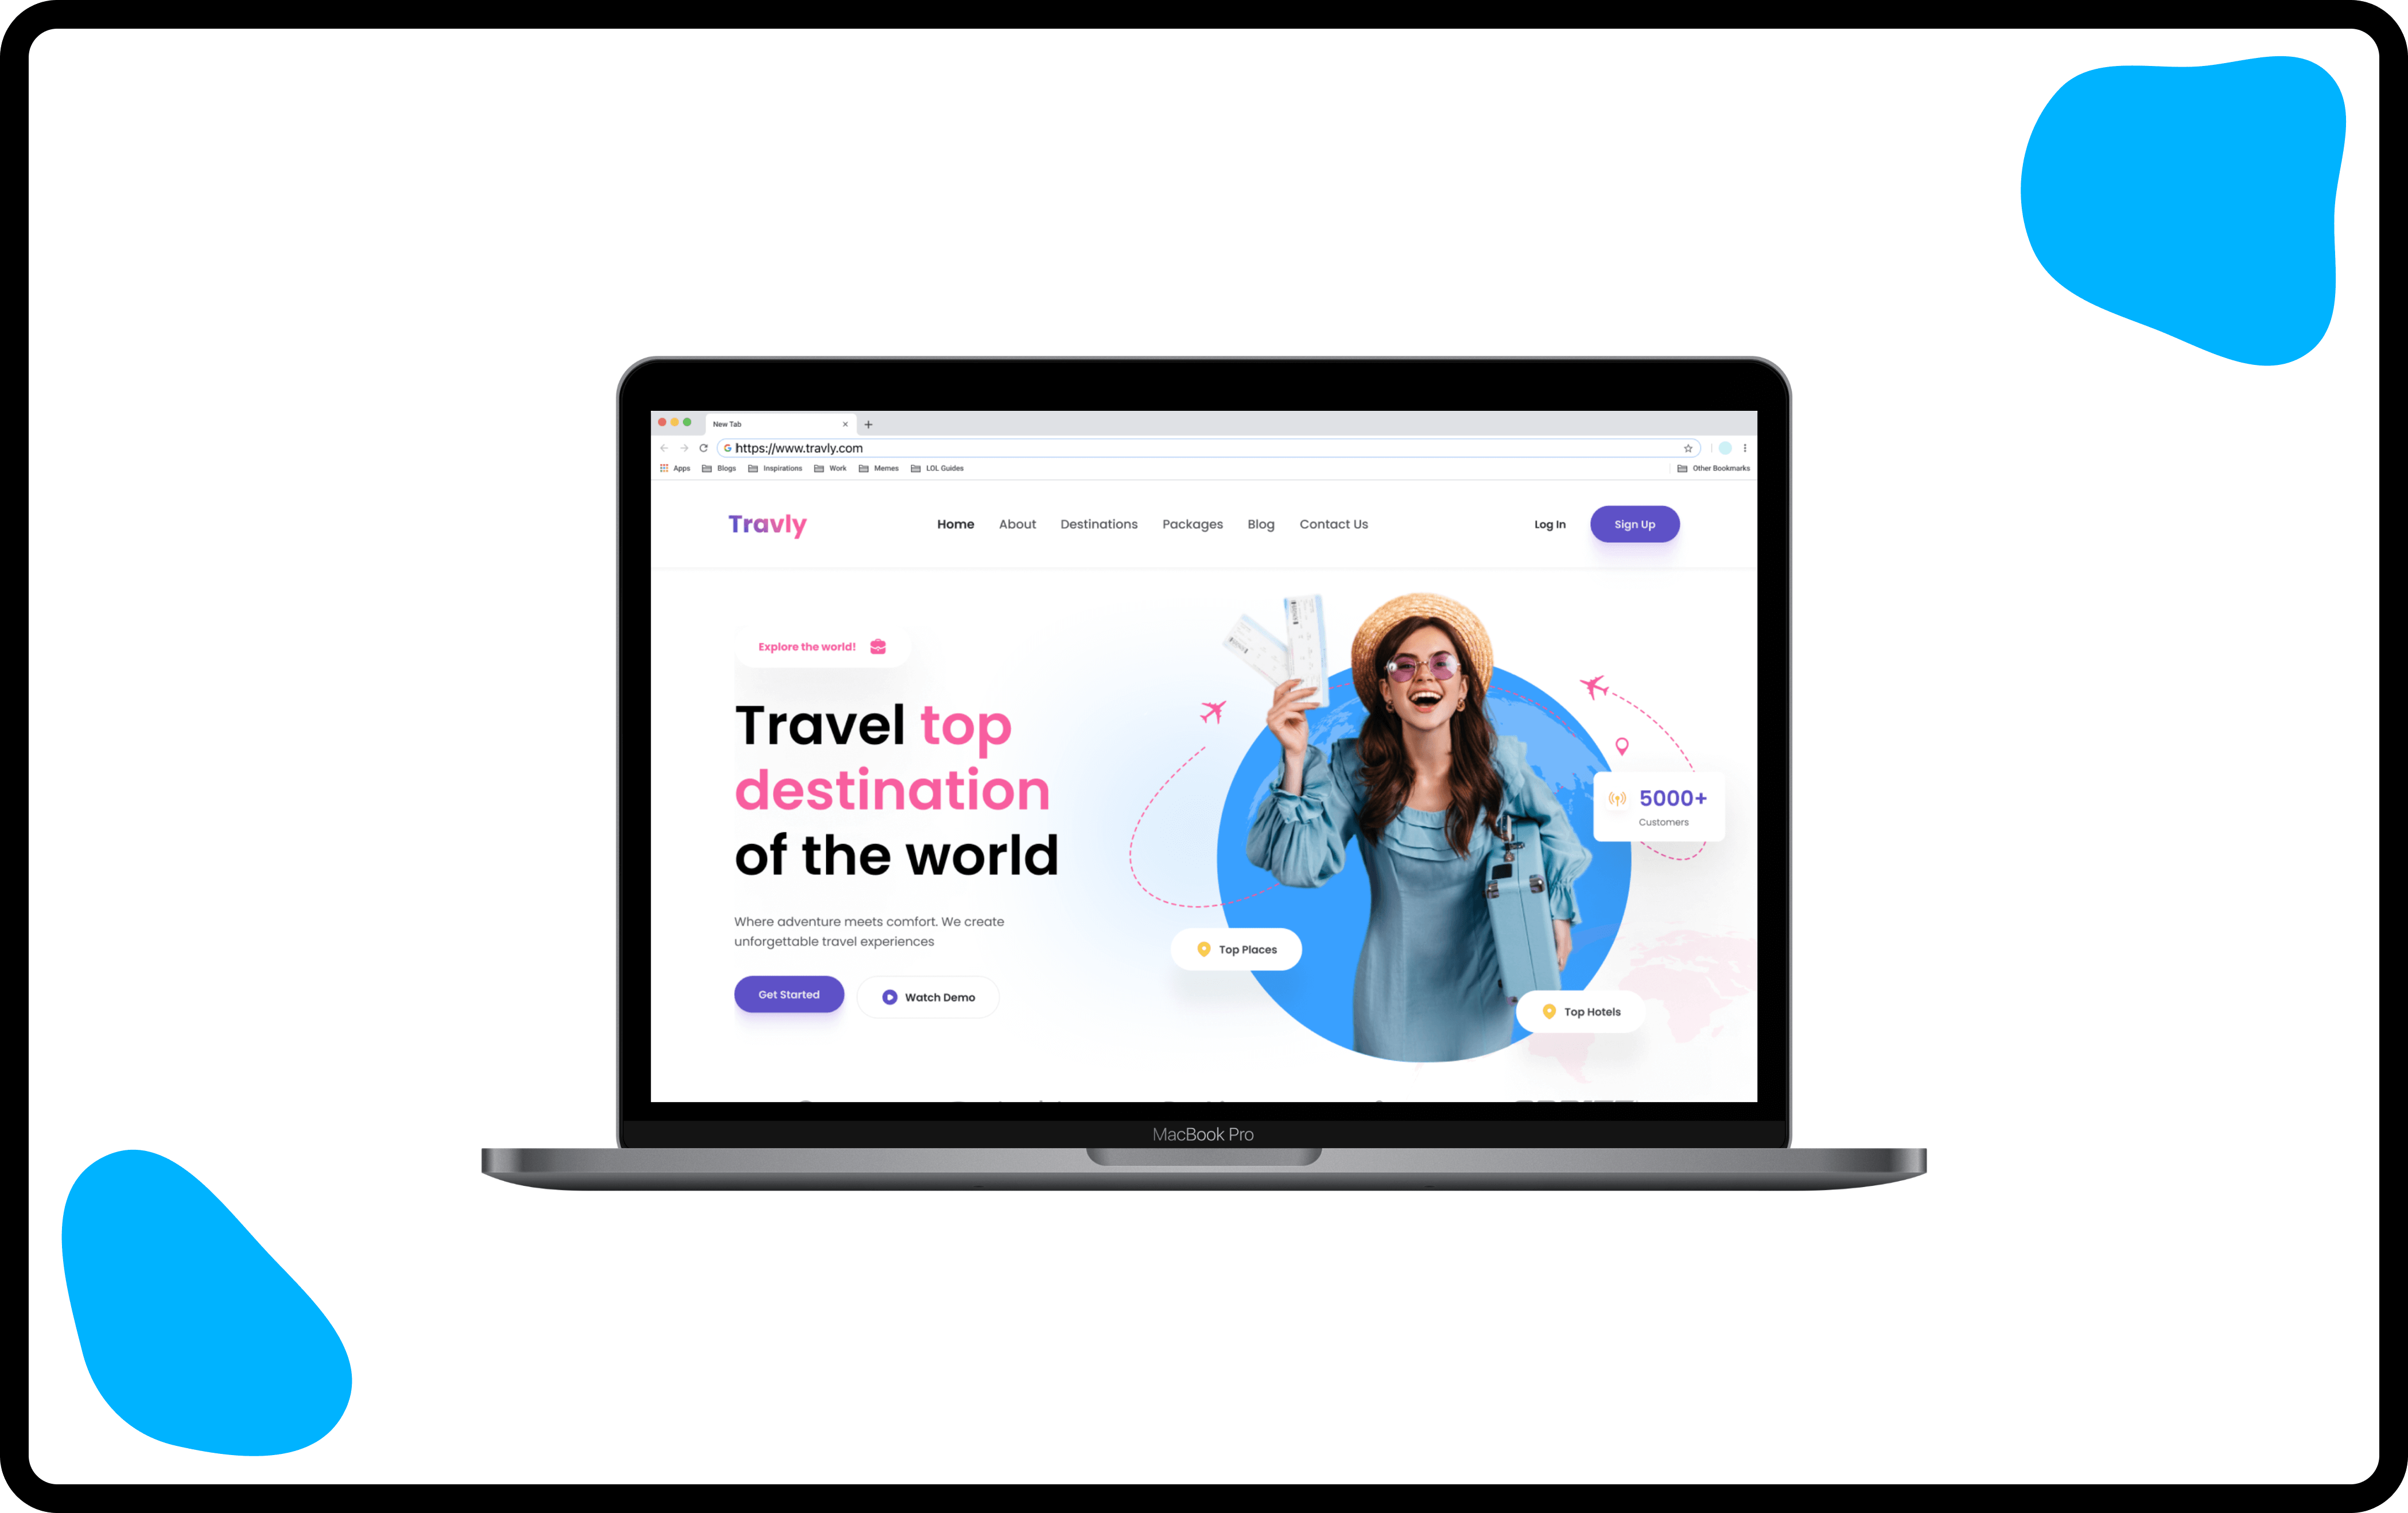 New Tab
https://www.travly.com
Apps Blogs Inspirations Work Memes LOL Guides Other Bookmarks
Travly Home About Destinations Packages Blog Contact Us Log In Sign Up
Explore the world!
Travel top
destination
of the world
Where adventure meets comfort. We create
unforgettable travel experiences
Get Started Watch Demo
5000+
Customers
Top Places
Top Hotels
MacBook Pro